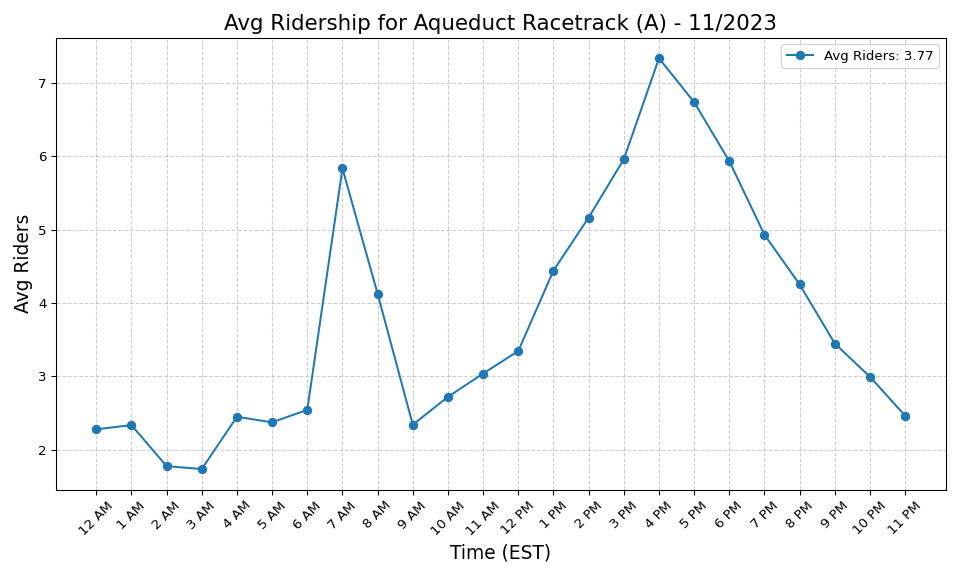 Avg Ridership for Aqueduct Racetrack (A) - 11/2023
Avg Riders: 3.77
Avg Riders
7
6
5
4
3
2
12 AM
1 AM
2 AM
3 AM
4 AM
5 AM
6 AM
7 AM
8 AM
9 AM
10 AM
11 AM
12 PM
1 PM
2 PM
3 PM
4 PM
5 PM
6 PM
7 PM
8 PM
9 PM
10 PM
11 PM
Time (EST)